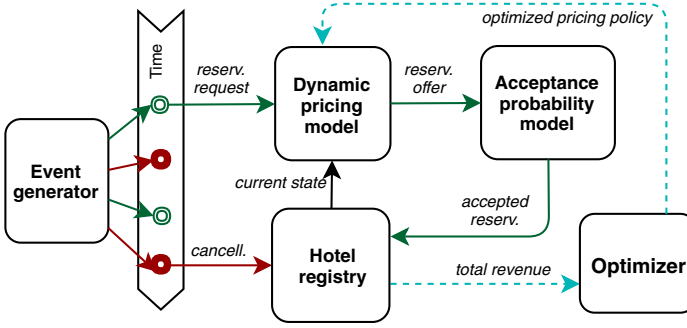 optimized pricing policy
Time
reserv.
request
Dynamic
pricing
model
reserv.
offer
Acceptance
probability
model
Event
generator
current state
accepted
reserv.
cancell.
Hotel
registry
total revenue
Optimizer